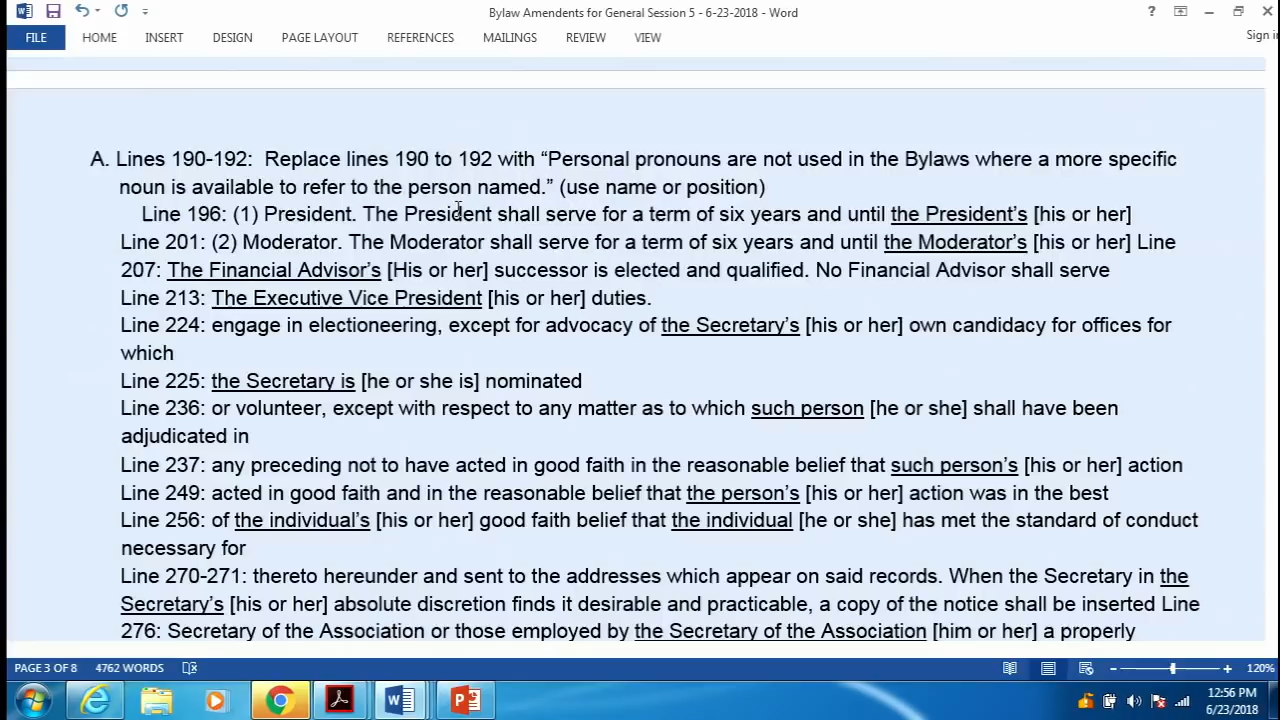 Bylaw Amendents for General Session 5 - 6-23-2018 - Word
FILE HOME INSERT DESIGN PAGE LAYOUT REFERENCES MAILINGS REVIEW VIEW Sign in
A. Lines 190-192:  Replace lines 190 to 192 with “Personal pronouns are not used in the Bylaws where a more specific
noun is available to refer to the person named.” (use name or position)
Line 196: (1) President. The President shall serve for a term of six years and until the President’s [his or her]
Line 201: (2) Moderator. The Moderator shall serve for a term of six years and until the Moderator’s [his or her] Line
207: The Financial Advisor’s [His or her] successor is elected and qualified. No Financial Advisor shall serve
Line 213: The Executive Vice President [his or her] duties.
Line 224: engage in electioneering, except for advocacy of the Secretary’s [his or her] own candidacy for offices for
which
Line 225: the Secretary is [he or she is] nominated
Line 236: or volunteer, except with respect to any matter as to which such person [he or she] shall have been
adjudicated in
Line 237: any preceding not to have acted in good faith in the reasonable belief that such person’s [his or her] action
Line 249: acted in good faith and in the reasonable belief that the person’s [his or her] action was in the best
Line 256: of the individual’s [his or her] good faith belief that the individual [he or she] has met the standard of conduct
necessary for
Line 270-271: thereto hereunder and sent to the addresses which appear on said records. When the Secretary in the
Secretary’s [his or her] absolute discretion finds it desirable and practicable, a copy of the notice shall be inserted Line
276: Secretary of the Association or those employed by the Secretary of the Association [him or her] a properly
PAGE 3 OF 8 4762 WORDS 120%
12:56 PM
6/23/2018